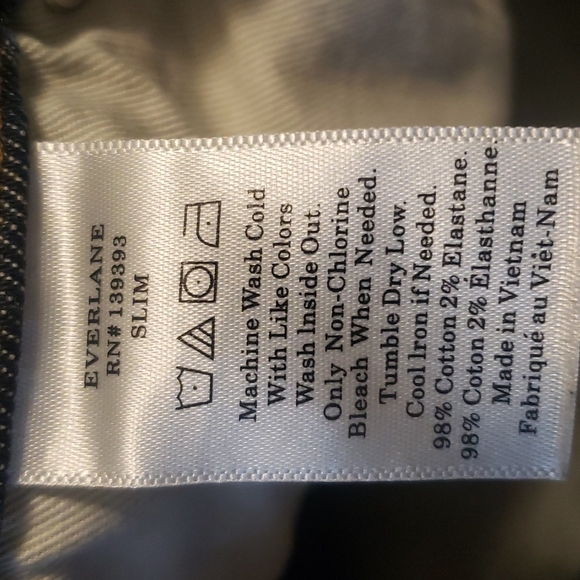 EVERLANE
RN# 139393
SLIM
Machine Wash Cold
With Like Colors
Wash Inside Out.
Only Non-Chlorine
Bleach When Needed.
Tumble Dry Low.
Cool Iron if Needed.
98% Cotton 2% Elastane.
98% Coton 2% Élasthanne.
Made in Vietnam
Fabriqué au Viêt-Nam